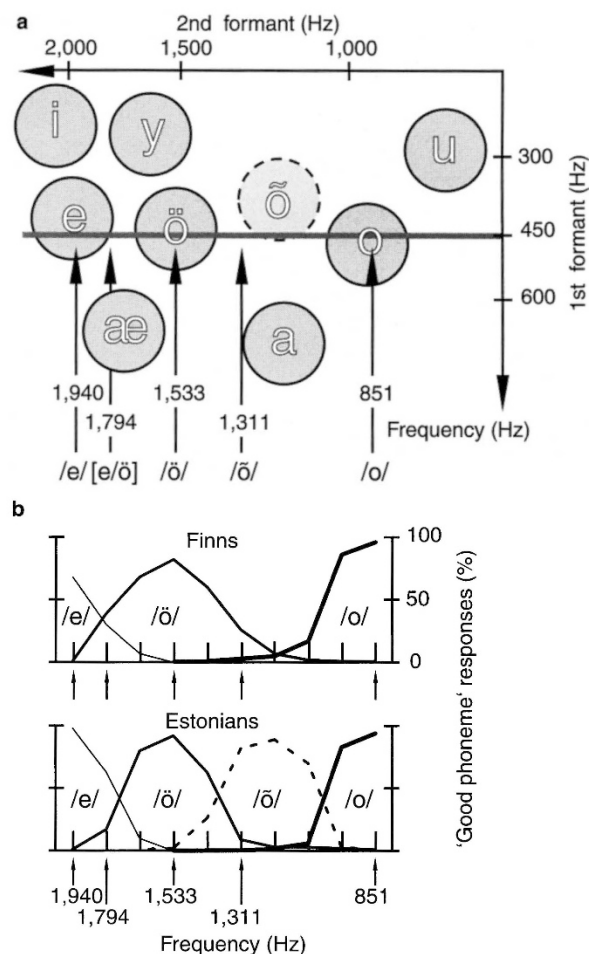 a
2nd formant (Hz)
2,000 1,500 1,000
i y u
300
õ
e ö o
450
æ a
600
1st formant (Hz)
1,940 1,533 851
1,794 1,311
Frequency (Hz)
/e/ [e/ö] /ö/ /õ/ /o/
b
Finns
100
/e/ /ö/ /o/
50
0
'Good phoneme' responses (%)
Estonians
/e/ /ö/ /õ/ /o/
1,940 1,533 851
1,794 1,311
Frequency (Hz)